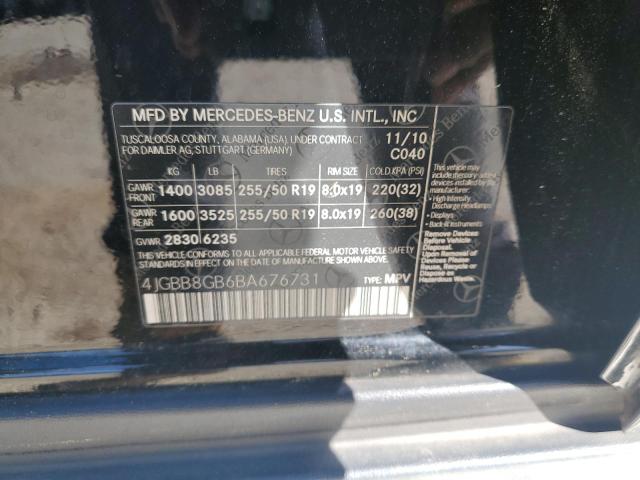 MFD BY MERCEDES-BENZ U.S. INTL., INC
TUSCALOOSA COUNTY, ALABAMA (USA), UNDER CONTRACT 11/10
FOR DAIMLER AG, STUTTGART (GERMANY) C040
KG LB TIRES RIM SIZE COLD.KPA (PSI)
GAWR FRONT 1400 3085 255/50 R19 8.0x19 220(32)
GAWR REAR 1600 3525 255/50 R19 8.0x19 260(38)
GVWR 2830 6235
THIS VEHICLE CONFORMS TO ALL APPLICABLE FEDERAL MOTOR VEHICLE SAFETY
STANDARDS IN EFFECT ON THE DATE OF MANUFACTURE SHOWN ABOVE.
4JGBB8GB6BA676731 TYPE: MPV
This vehicle may
include mercury-
added devices
installed by the
manufacturer:
• High Intensity
Discharge Headlamps
• Displays
• Back-lit Instruments
Remove Devices
Before Vehicle
Disposal.
Upon Removal of
Devices Please
Reuse, Recycle or
Dispose as
Hazardous Waste.